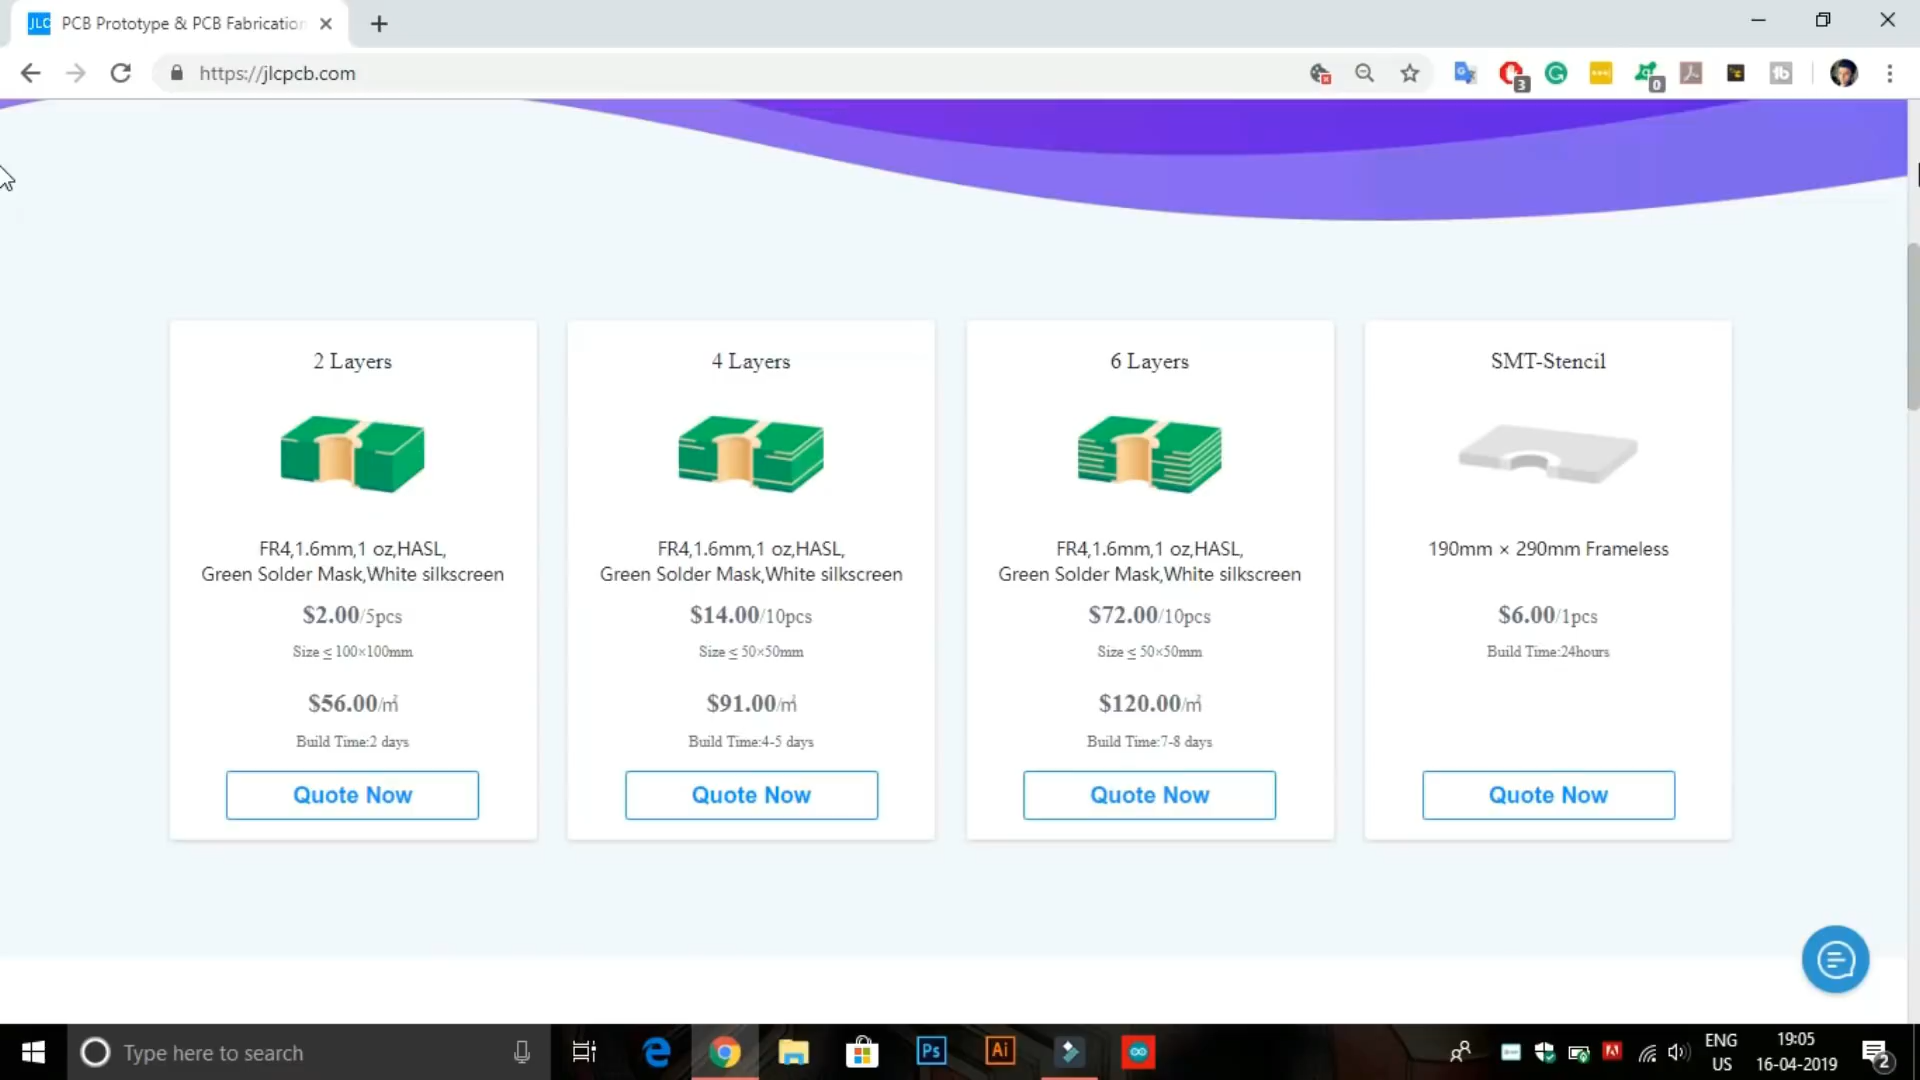 JLC PCB Prototype & PCB Fabrication
https://jlcpcb.com
3
0
2 Layers
FR4,1.6mm,1 oz,HASL,
Green Solder Mask,White silkscreen
$2.00/5pcs
Size ≤ 100×100mm
$56.00/㎡
Build Time:2 days
Quote Now
4 Layers
FR4,1.6mm,1 oz,HASL,
Green Solder Mask,White silkscreen
$14.00/10pcs
Size ≤ 50×50mm
$91.00/㎡
Build Time:4-5 days
Quote Now
6 Layers
FR4,1.6mm,1 oz,HASL,
Green Solder Mask,White silkscreen
$72.00/10pcs
Size ≤ 50×50mm
$120.00/㎡
Build Time:7-8 days
Quote Now
SMT-Stencil
190mm × 290mm Frameless
$6.00/1pcs
Build Time:24hours
Quote Now
Type here to search
Ps
Ai
ENG
US
19:05
16-04-2019
2